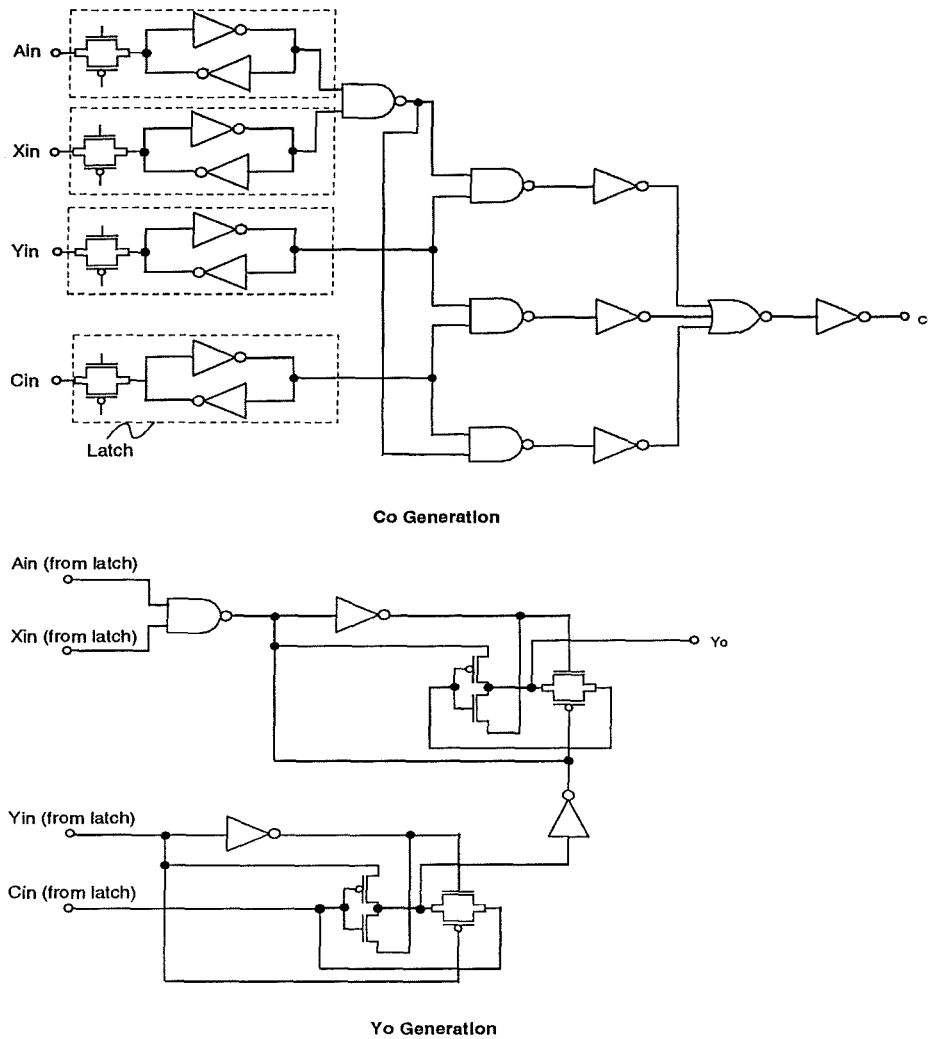 Ain
Xin
Yin
Cin
Latch
c
Co Generation
Ain (from latch)
Xin (from latch)
Yo
Yin (from latch)
Cin (from latch)
Yo Generation